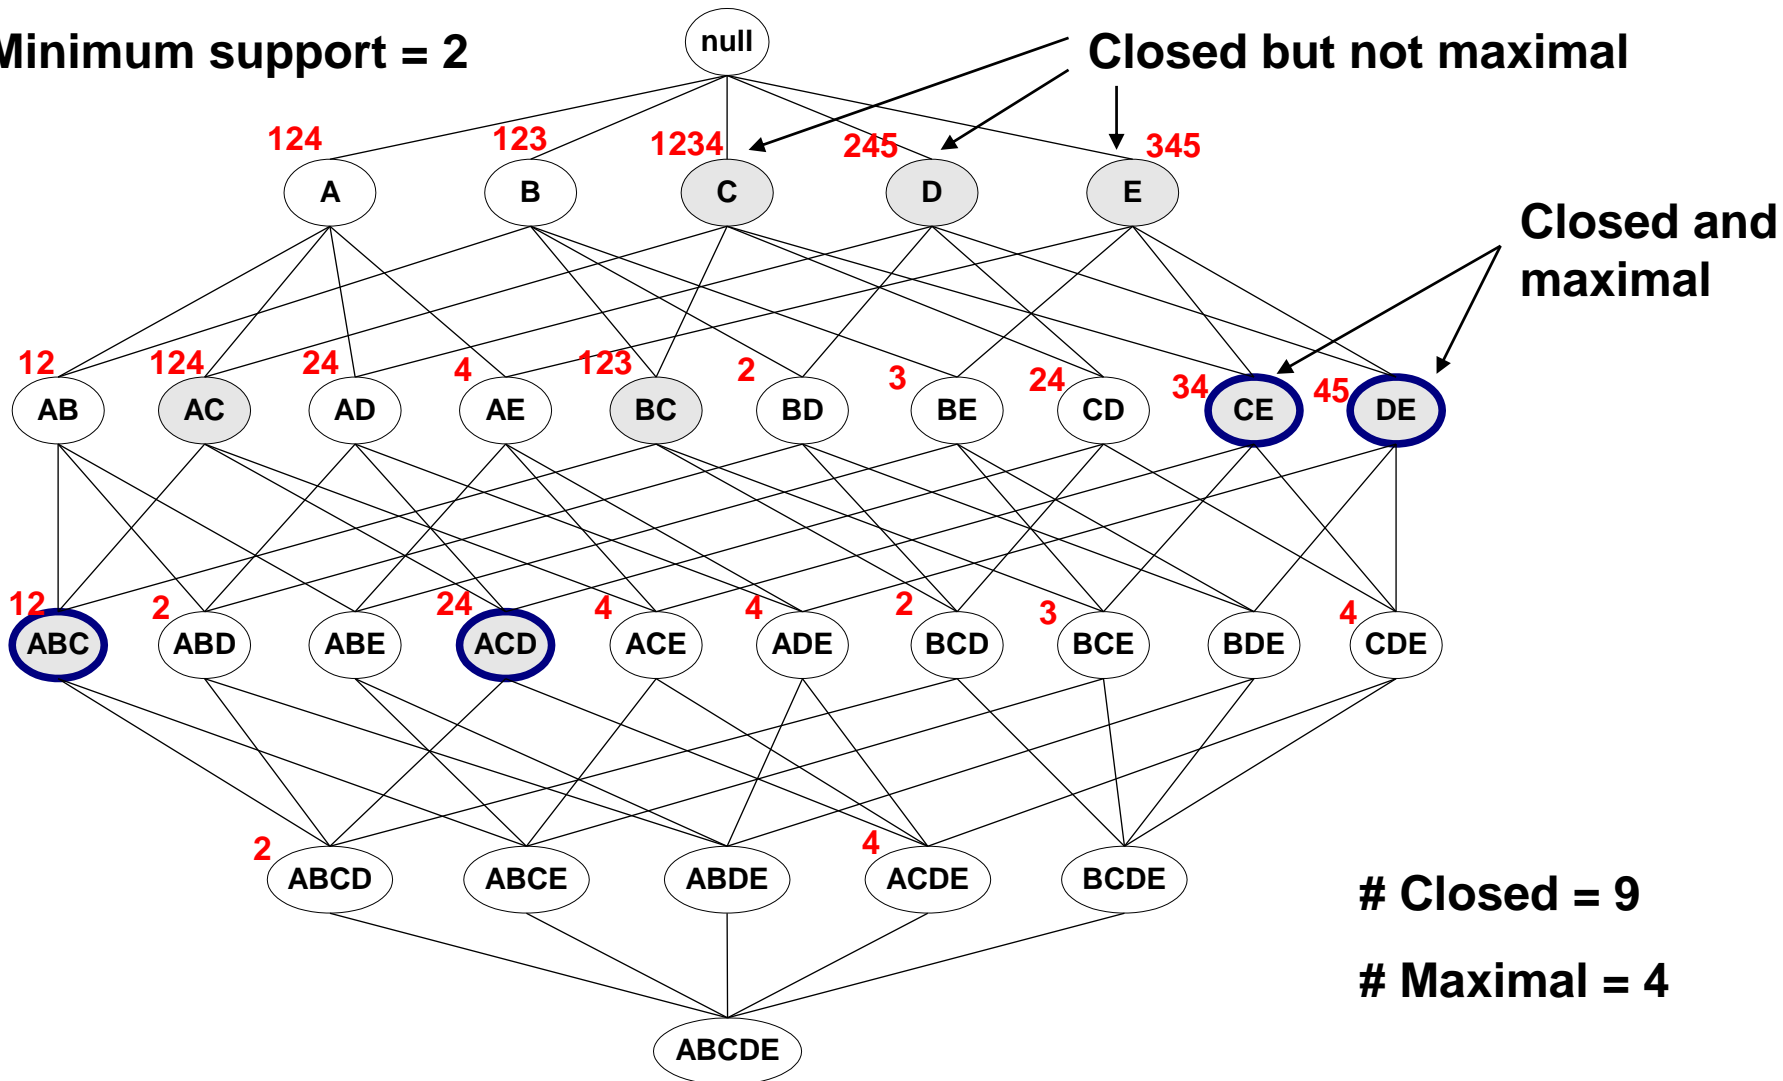 Minimum support = 2
null
Closed but not maximal
124
123
1234
245
345
A
B
C
D
E
Closed and
maximal
12
124
24
4
123
2
3
24
34
45
AB
AC
AD
AE
BC
BD
BE
CD
CE
DE
12
2
24
4
4
2
3
4
ABC
ABD
ABE
ACD
ACE
ADE
BCD
BCE
BDE
CDE
2
4
ABCD
ABCE
ABDE
ACDE
BCDE
# Closed = 9
# Maximal = 4
ABCDE